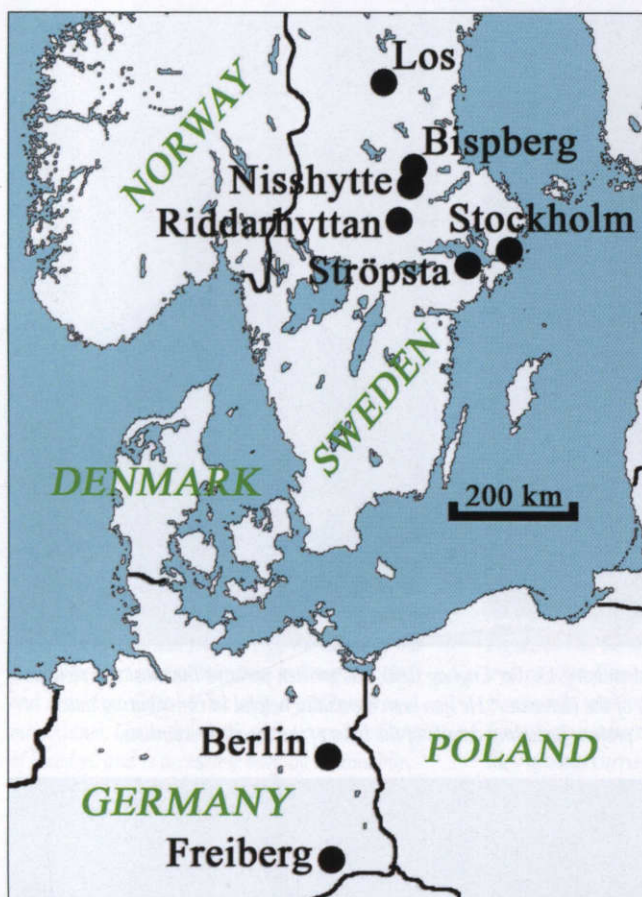 Los
NORWAY
Bispberg
Nisshytte
Riddarhyttan
Stockholm
Ströpsta
SWEDEN
DENMARK
200 km
Berlin
POLAND
GERMANY
Freiberg